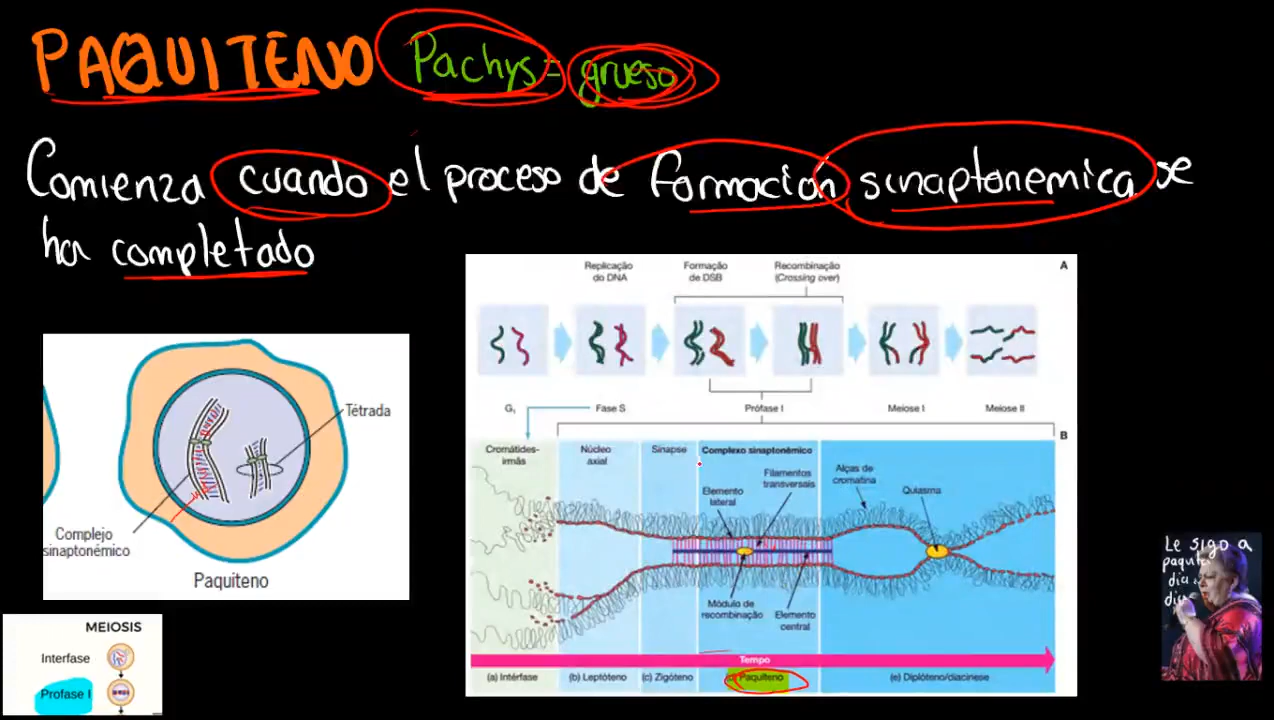 PAQUITENO Pachys = grueso
Comienza cuando el proceso de formación sinaptonemica se
ha completado
Tétrada
Complejo
sinaptonémico
Paquiteno
MEIOSIS
Interfase
Profase I
A
Replicação
do DNA
Formação
de DSB
Recombinação
(Crossing over)
G₁
Fase S
Prófase I
Meiose I
Meiose II
B
Cromátides-
irmãs
Núcleo
axial
Sinapse
Complexo sinaptonêmico
Elemento
lateral
Filamentos
transversais
Alças de
cromatina
Quiasma
Módulo de
recombinação
Elemento
central
Tempo
(a) Intérfase
(b) Leptóteno
(c) Zigóteno
Paquíteno
(e) Diplóteno/diacinese
Le sigo a
dia